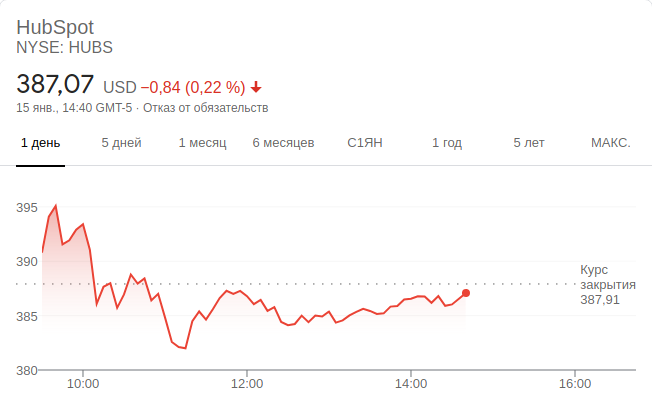 HubSpot
NYSE: HUBS
387,07 USD −0,84 (0,22 %)
15 янв., 14:40 GMT-5 · Отказ от обязательств
1 день 5 дней 1 месяц 6 месяцев С1ЯН 1 год 5 лет МАКС.
395
390
Курс
закрытия
387,91
385
380
10:00 12:00 14:00 16:00